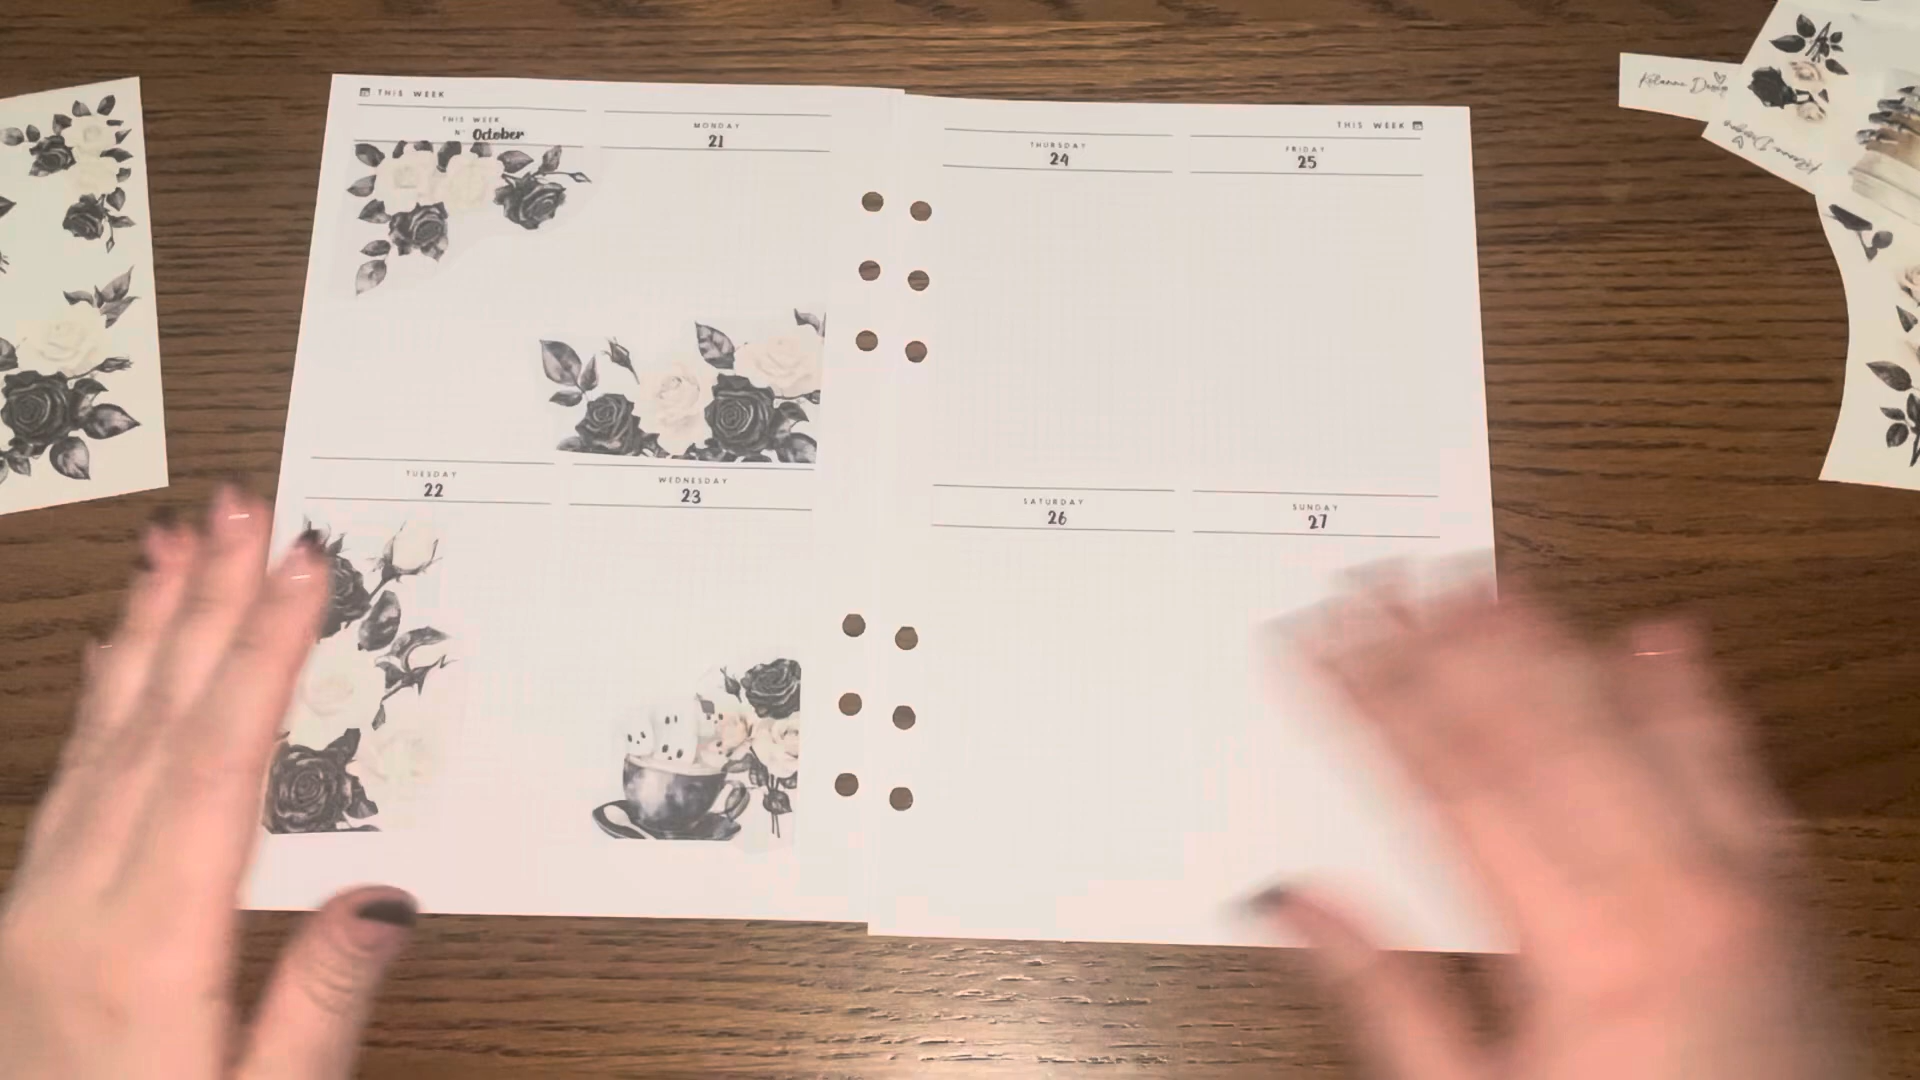 THIS WEEK
THIS WEEK
N° October
MONDAY
21
TUESDAY
22
WEDNESDAY
23
THIS WEEK
THURSDAY
24
FRIDAY
25
SATURDAY
26
SUNDAY
27